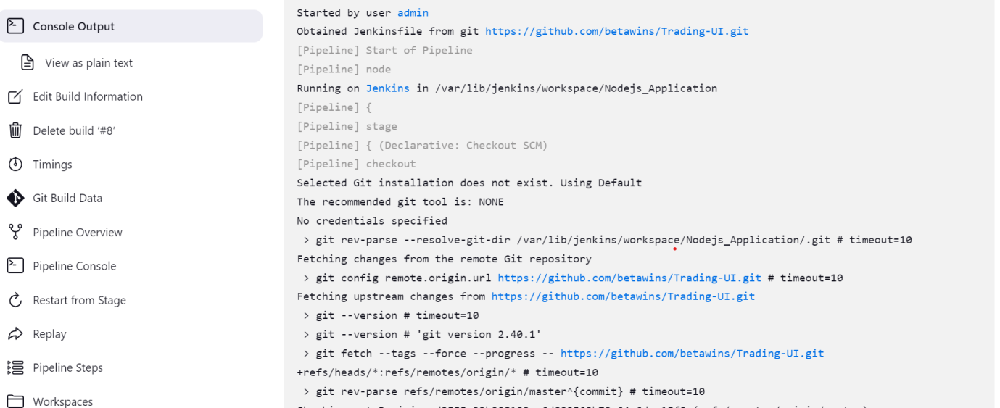 Console Output
View as plain text
Edit Build Information
Delete build ‘#8’
Timings
Git Build Data
Pipeline Overview
Pipeline Console
Restart from Stage
Replay
Pipeline Steps
Workspaces
Started by user admin
Obtained Jenkinsfile from git https://github.com/betawins/Trading-UI.git
[Pipeline] Start of Pipeline
[Pipeline] node
Running on Jenkins in /var/lib/jenkins/workspace/Nodejs_Application
[Pipeline] {
[Pipeline] stage
[Pipeline] { (Declarative: Checkout SCM)
[Pipeline] checkout
Selected Git installation does not exist. Using Default
The recommended git tool is: NONE
No credentials specified
> git rev-parse --resolve-git-dir /var/lib/jenkins/workspace/Nodejs_Application/.git # timeout=10
Fetching changes from the remote Git repository
> git config remote.origin.url https://github.com/betawins/Trading-UI.git # timeout=10
Fetching upstream changes from https://github.com/betawins/Trading-UI.git
> git --version # timeout=10
> git --version # 'git version 2.40.1'
> git fetch --tags --force --progress -- https://github.com/betawins/Trading-UI.git
+refs/heads/*:refs/remotes/origin/* # timeout=10
> git rev-parse refs/remotes/origin/master^{commit} # timeout=10